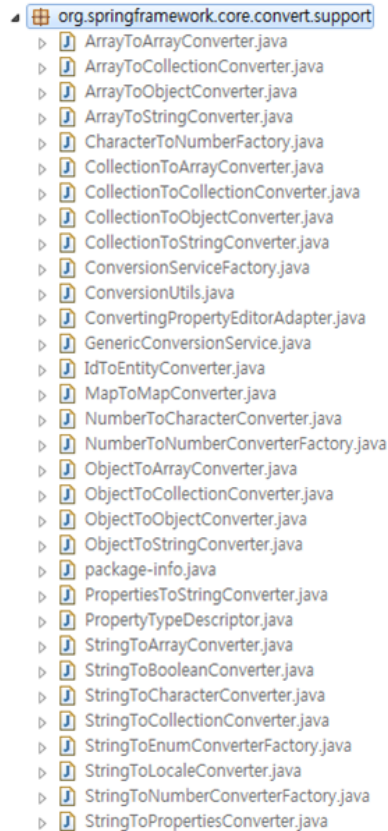 org.springframework.core.convert.support
ArrayToArrayConverter.java
ArrayToCollectionConverter.java
ArrayToObjectConverter.java
ArrayToStringConverter.java
CharacterToNumberFactory.java
CollectionToArrayConverter.java
CollectionToCollectionConverter.java
CollectionToObjectConverter.java
CollectionToStringConverter.java
ConversionServiceFactory.java
ConversionUtils.java
ConvertingPropertyEditorAdapter.java
GenericConversionService.java
IdToEntityConverter.java
MapToMapConverter.java
NumberToCharacterConverter.java
NumberToNumberConverterFactory.java
ObjectToArrayConverter.java
ObjectToCollectionConverter.java
ObjectToObjectConverter.java
ObjectToStringConverter.java
package-info.java
PropertiesToStringConverter.java
PropertyTypeDescriptor.java
StringToArrayConverter.java
StringToBooleanConverter.java
StringToCharacterConverter.java
StringToCollectionConverter.java
StringToEnumConverterFactory.java
StringToLocaleConverter.java
StringToNumberConverterFactory.java
StringToPropertiesConverter.java